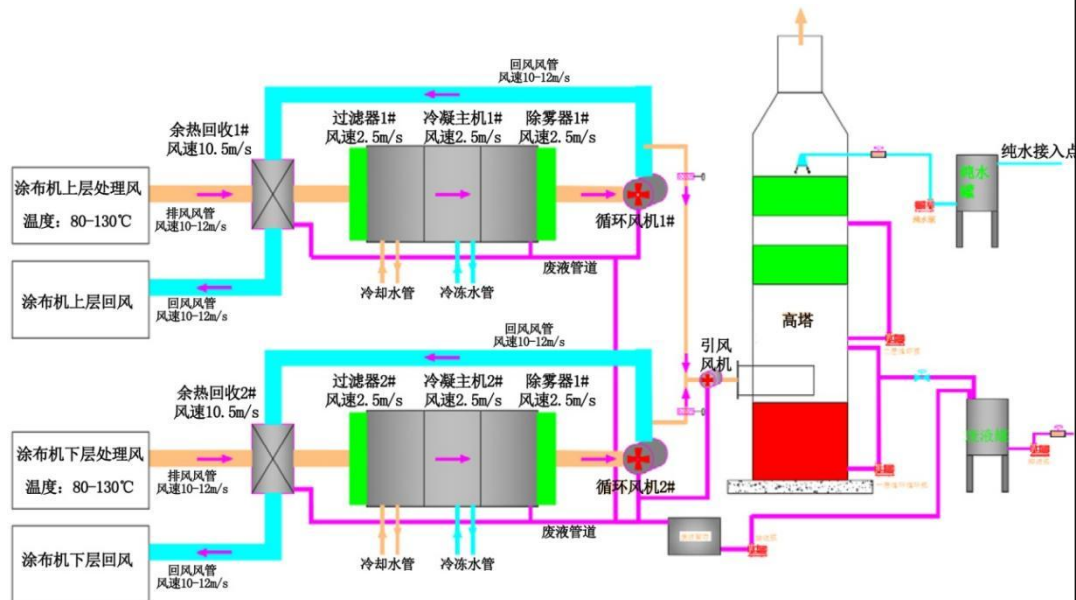 回风风管
风速10-12m/s
余热回收1#
风速10.5m/s
过滤器1#
风速2.5m/s
冷凝主机1#
风速2.5m/s
除雾器1#
风速2.5m/s
涂布机上层处理风
温度：80-130℃
排风风管
风速10-12m/s
循环风机1#
纯水接入点
纯水罐
涂布机上层回风
回风风管
风速10-12m/s
冷却水管
冷冻水管
废液管道
高塔
引风
风机
回风风管
风速10-12m/s
余热回收2#
风速10.5m/s
过滤器2#
风速2.5m/s
冷凝主机2#
风速2.5m/s
除雾器1#
风速2.5m/s
涂布机下层处理风
温度：80-130℃
排风风管
风速10-12m/s
循环风机2#
废液罐
涂布机下层回风
回风风管
风速10-12m/s
冷却水管
冷冻水管
废液管道